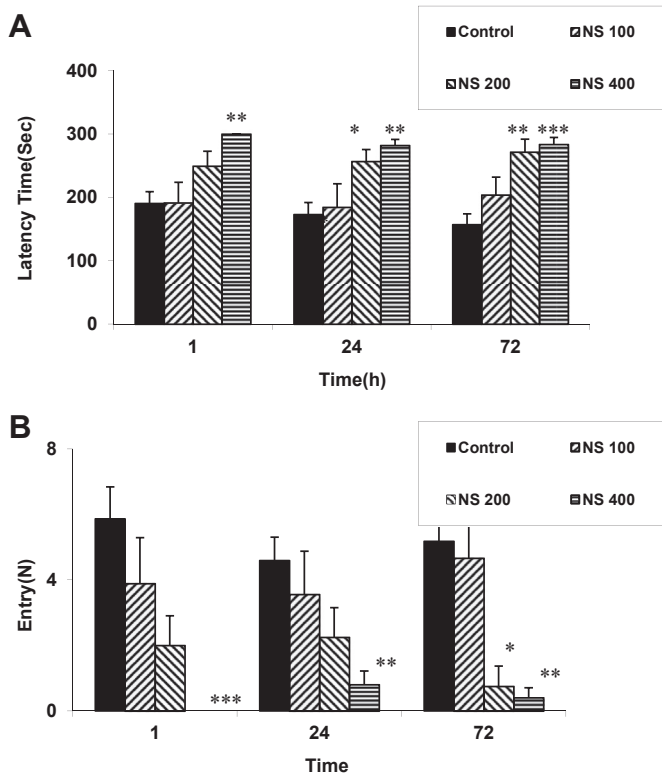 A
Control NS 100
NS 200 NS 400
400
300
200
100
0
Latency Time(Sec)
** * ** ** ***
1 24 72
Time(h)
B
Control NS 100
NS 200 NS 400
8
4
0
Entry(N)
*** ** * **
1 24 72
Time